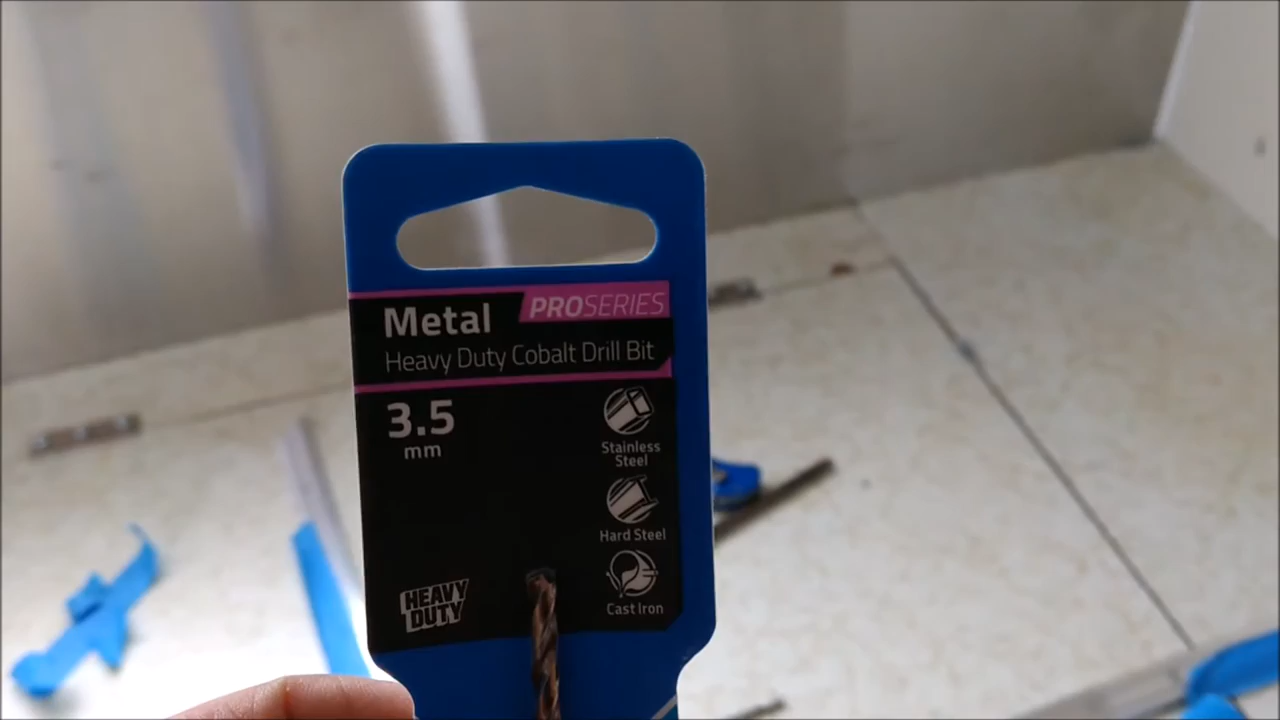 Metal PROSERIES
Heavy Duty Cobalt Drill Bit
3.5
mm
Stainless
Steel
Hard Steel
Cast Iron
HEAVY
DUTY